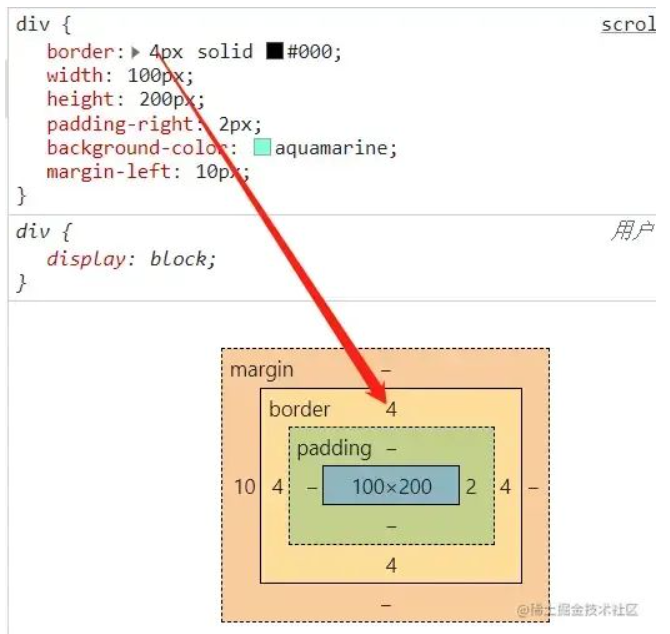 div {
scrol
border: 4px solid #000;
width: 100px;
height: 200px;
padding-right: 2px;
background-color: aquamarine;
margin-left: 10px;
}
div {
用户
display: block;
}
margin –
border 4
padding –
10 4 – 100×200 2 4 –
–
4
–
@稀土掘金技术社区